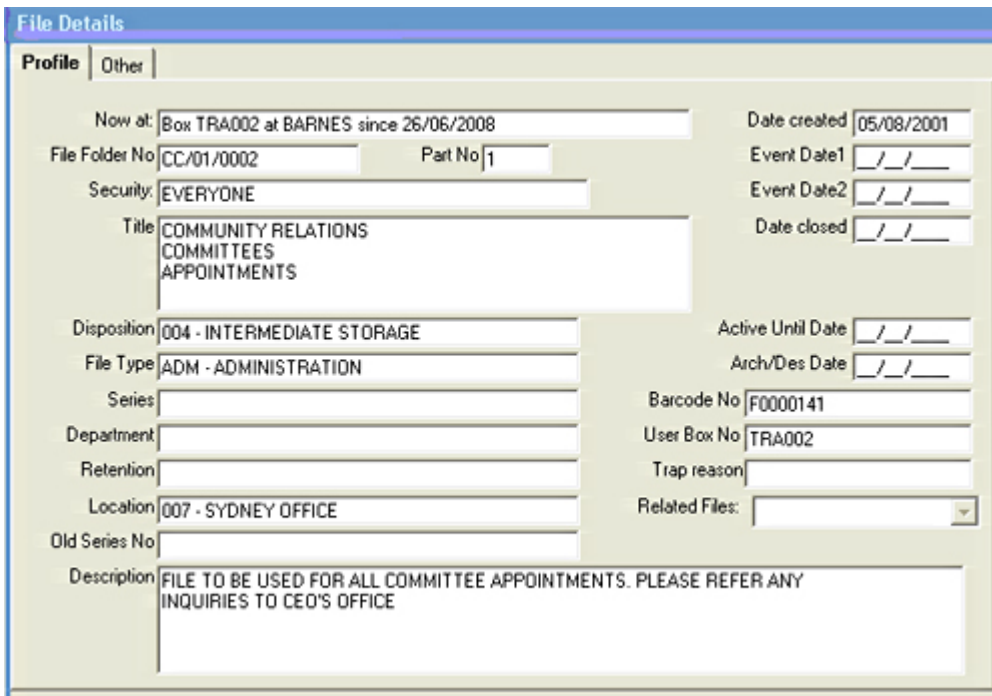 File Details
Profile Other
Now at: Box TRA002 at BARNES since 26/06/2008 Date created 05/08/2001
File Folder No CC/01/0002 Part No 1 Event Date1 __/__/____
Security: EVERYONE Event Date2 __/__/____
Title COMMUNITY RELATIONS Date closed __/__/____
COMMITTEES
APPOINTMENTS
Disposition 004 - INTERMEDIATE STORAGE Active Until Date __/__/____
File Type ADM - ADMINISTRATION Arch/Des Date __/__/____
Series Barcode No F0000141
Department User Box No TRA002
Retention Trap reason
Location 007 - SYDNEY OFFICE Related Files:
Old Series No
Description FILE TO BE USED FOR ALL COMMITTEE APPOINTMENTS. PLEASE REFER ANY
INQUIRIES TO CEO'S OFFICE